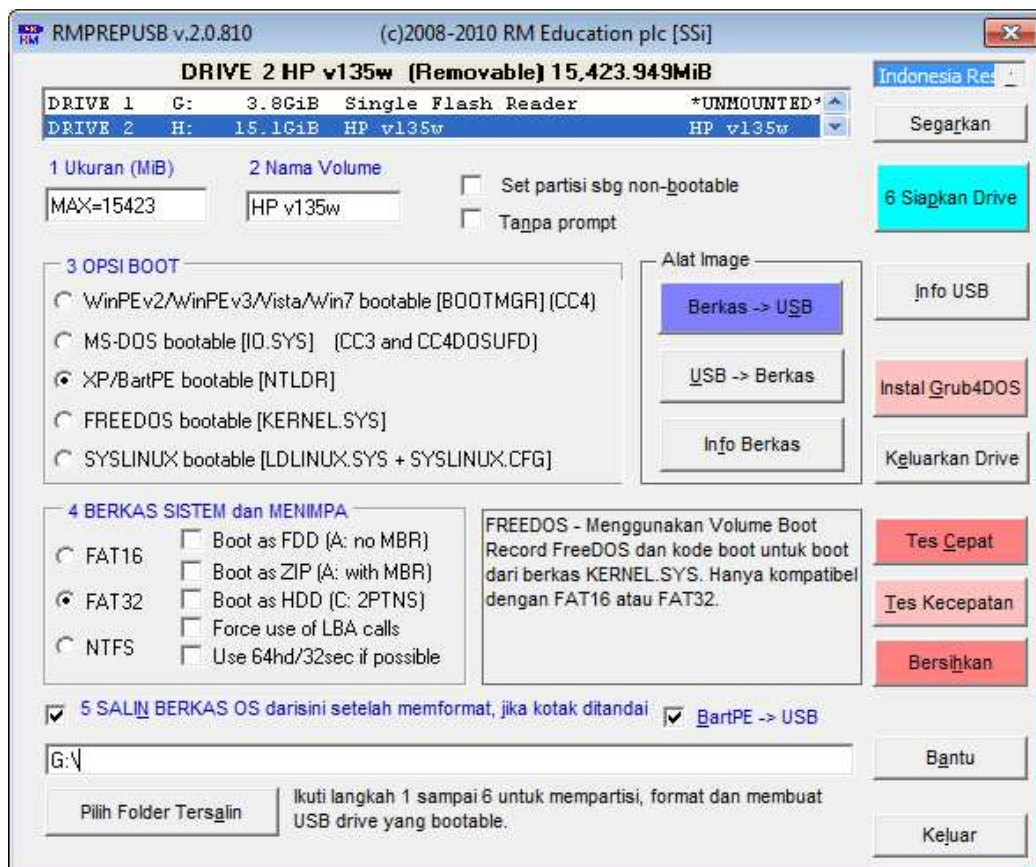 RMPREPUSB v.2.0.810 (c)2008-2010 RM Education plc [SSi]
DRIVE 2 HP v135w (Removable) 15,423.949MiB
Indonesia Res
DRIVE 1 G: 3.8GiB Single Flash Reader *UNMOUNTED*
DRIVE 2 H: 15.1GiB HP v135w HP v135w
Segarkan
1 Ukuran (MiB)
2 Nama Volume
MAX=15423
HP v135w
Set partisi sbg non-bootable
Tanpa prompt
6 Siapkan Drive
3 OPSI BOOT
WinPEv2/WinPEv3/Vista/Win7 bootable [BOOTMGR] (CC4)
MS-DOS bootable [IO.SYS] (CC3 and CC4DOSUFD)
XP/BartPE bootable [NTLDR]
FREEDOS bootable [KERNEL.SYS]
SYSLINUX bootable [LDLINUX.SYS + SYSLINUX.CFG]
Alat Image
Berkas -> USB
USB -> Berkas
Info Berkas
Info USB
Instal Grub4DOS
Keluarkan Drive
4 BERKAS SISTEM dan MENIMPA
FAT16
FAT32
NTFS
Boot as FDD (A: no MBR)
Boot as ZIP (A: with MBR)
Boot as HDD (C: 2PTNS)
Force use of LBA calls
Use 64hd/32sec if possible
FREEDOS - Menggunakan Volume Boot
Record FreeDOS dan kode boot untuk boot
dari berkas KERNEL.SYS. Hanya kompatibel
dengan FAT16 atau FAT32.
Tes Cepat
Tes Kecepatan
Bersihkan
5 SALIN BERKAS OS darisini setelah memformat, jika kotak ditandai
BartPE -> USB
G:\
Bantu
Pilih Folder Tersalin
Ikuti langkah 1 sampai 6 untuk mempartisi, format dan membuat
USB drive yang bootable.
Keluar